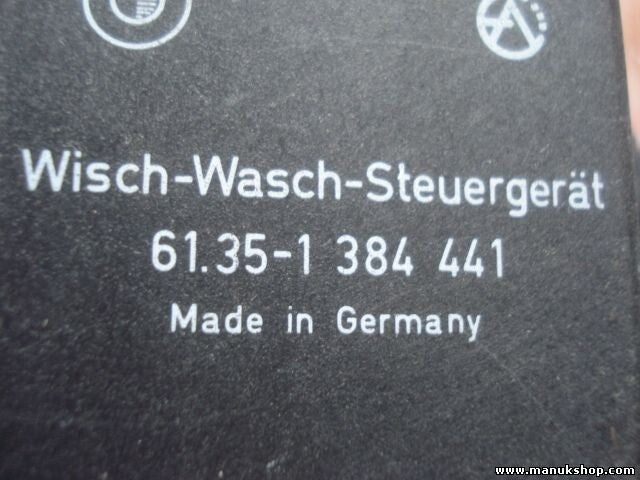 Wisch-Wasch-Steuergerät
61.35-1 384 441
Made in Germany
www.manukshop.com